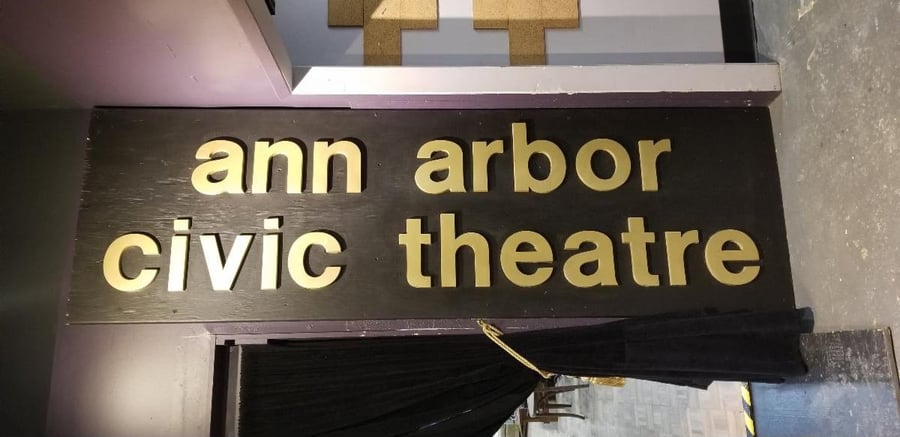 ann arbor
civic theatre